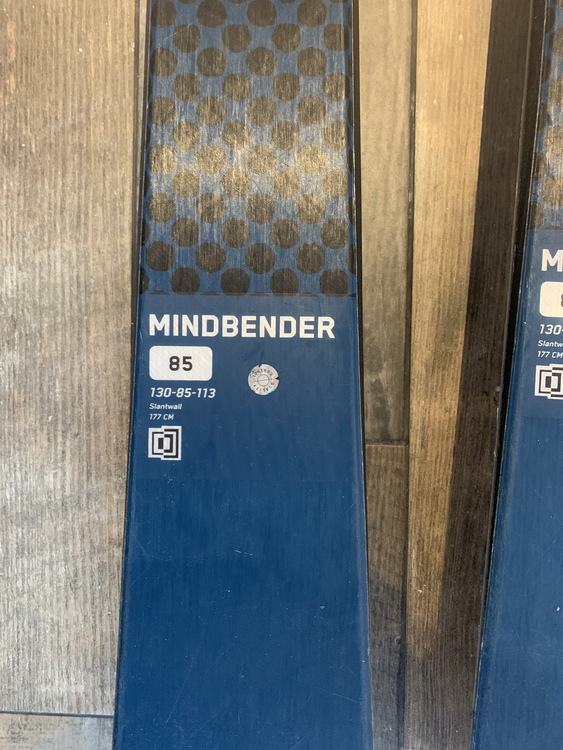 MINDBENDER
85
130-85-113
Slantwall
177 CM
M
130-
Slantw
177 CM